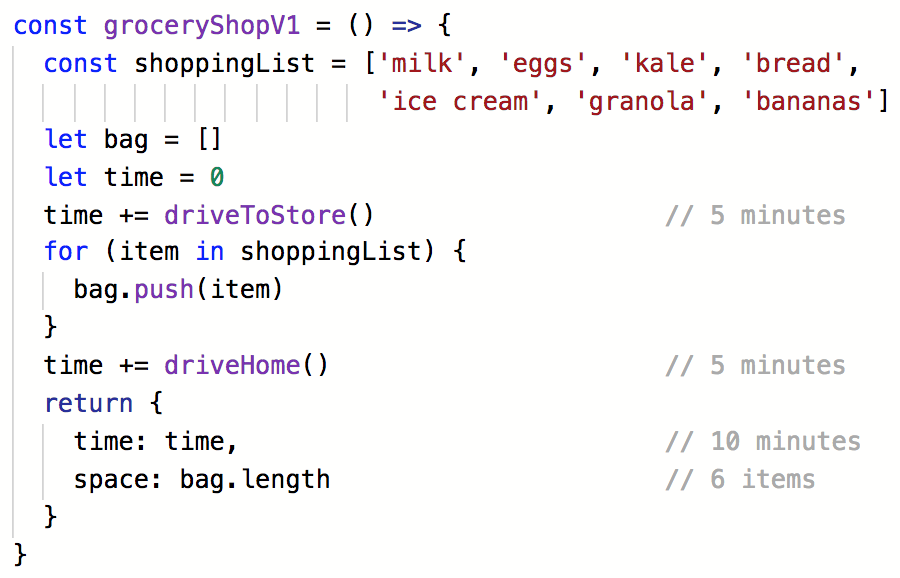 const groceryShopV1 = () => {
  const shoppingList = ['milk', 'eggs', 'kale', 'bread',
                        'ice cream', 'granola', 'bananas']
  let bag = []
  let time = 0
  time += driveToStore()                   // 5 minutes
  for (item in shoppingList) {
    bag.push(item)
  }
  time += driveHome()                      // 5 minutes
  return {
    time: time,                            // 10 minutes
    space: bag.length                      // 6 items
  }
}